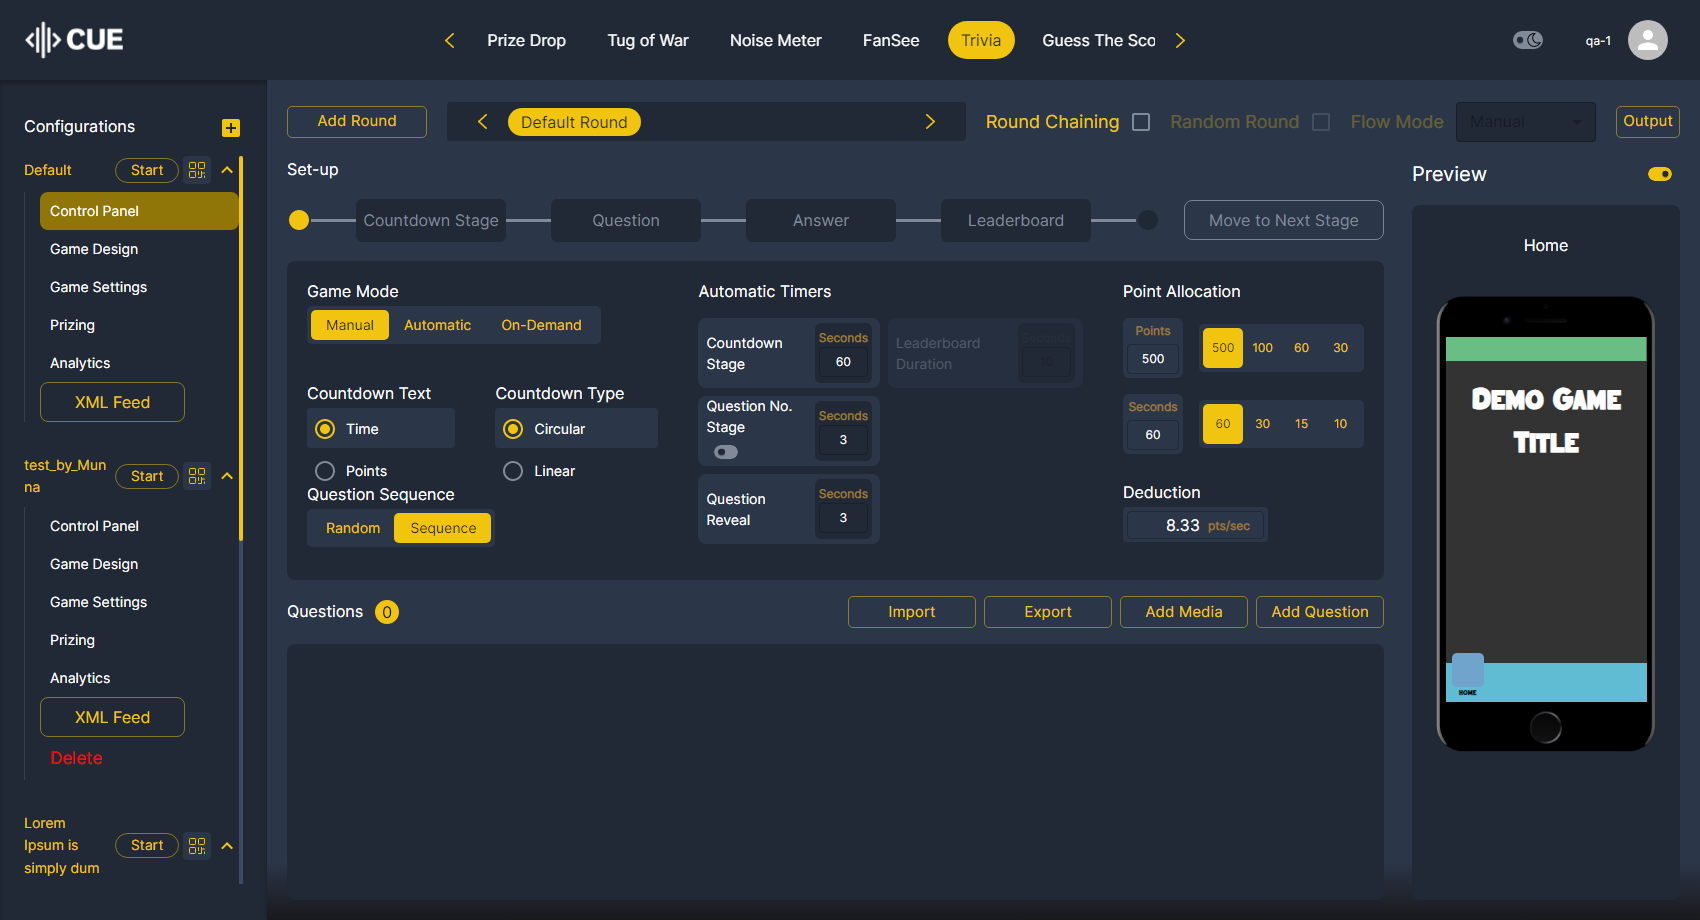 CUE
Prize Drop
Tug of War
Noise Meter
FanSee
Trivia
Guess The Sco
qa-1
Configurations
Default
Start
Control Panel
Game Design
Game Settings
Prizing
Analytics
XML Feed
test_by_Mun
na
Start
Control Panel
Game Design
Game Settings
Prizing
Analytics
XML Feed
Delete
Lorem
Ipsum is
simply dum
Start
Add Round
Default Round
Round Chaining
Random Round
Flow Mode
Manual
Output
Set-up
Countdown Stage
Question
Answer
Leaderboard
Move to Next Stage
Game Mode
Manual
Automatic
On-Demand
Countdown Text
Time
Points
Countdown Type
Circular
Linear
Question Sequence
Random
Sequence
Automatic Timers
Countdown
Stage
Seconds
60
Leaderboard
Duration
Seconds
10
Question No.
Stage
Seconds
3
Question
Reveal
Seconds
3
Point Allocation
Points
500
500
100
60
30
Seconds
60
60
30
15
10
Deduction
8.33 pts/sec
Questions
0
Import
Export
Add Media
Add Question
Preview
Home
Demo Game
Title
HOME